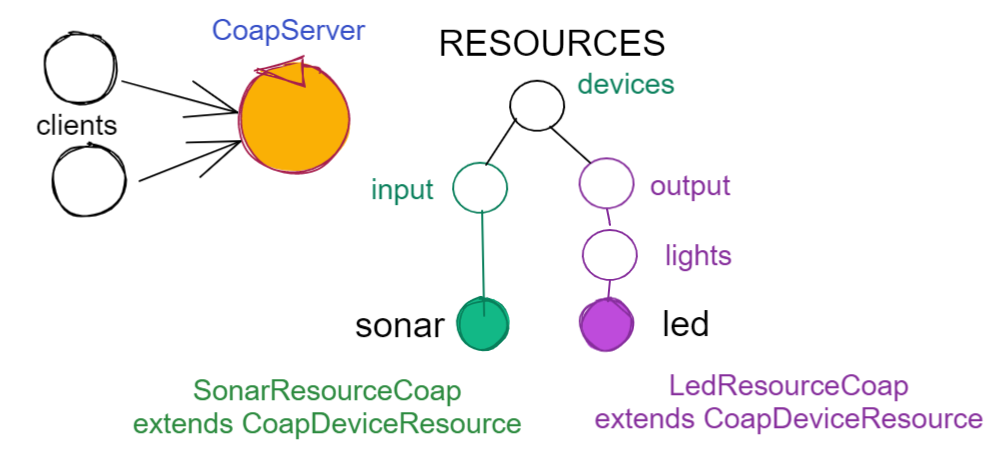 CoapServer
RESOURCES
devices
clients
input
output
lights
sonar
led
SonarResourceCoap
extends CoapDeviceResource
LedResourceCoap
extends CoapDeviceResource